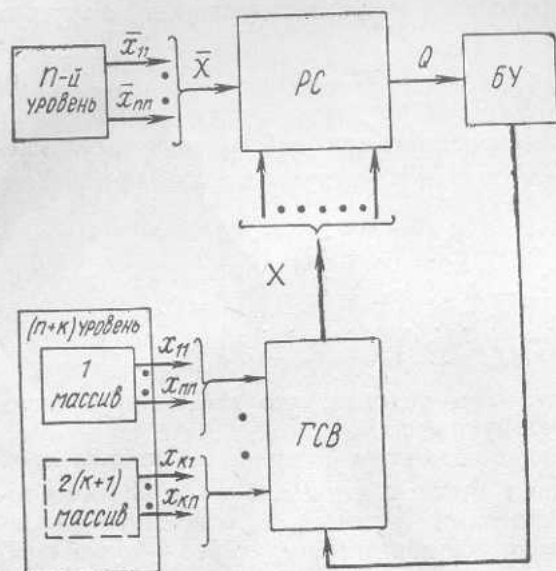 n-й
уровень
x̄11
x̄nn
X̄
РС
Q
БУ
X
(n+к) уровень
1
массив
x11
xnn
2(к+1)
массив
xк1
xкn
ГСВ